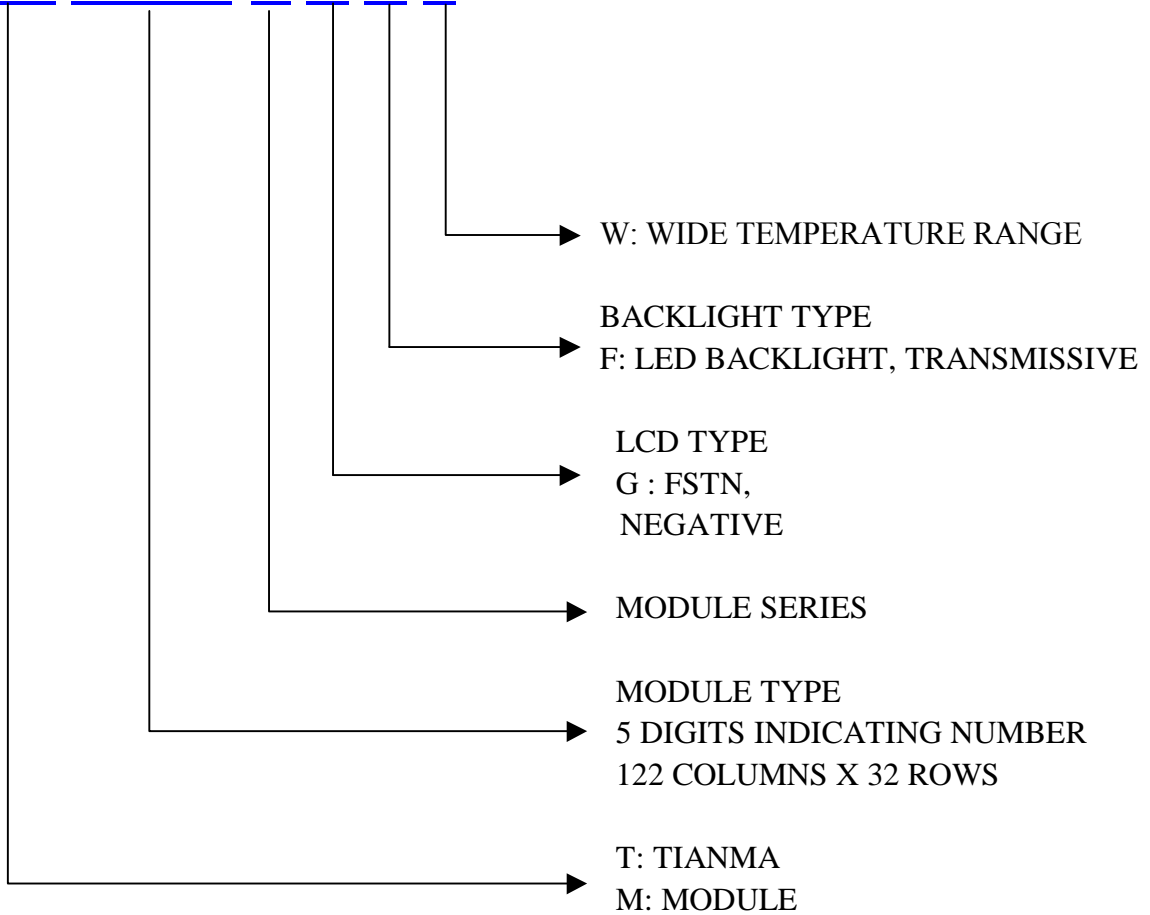 W: WIDE TEMPERATURE RANGE
BACKLIGHT TYPE
F: LED BACKLIGHT, TRANSMISSIVE
LCD TYPE
G : FSTN,
NEGATIVE
MODULE SERIES
MODULE TYPE
5 DIGITS INDICATING NUMBER
122 COLUMNS X 32 ROWS
T: TIANMA
M: MODULE